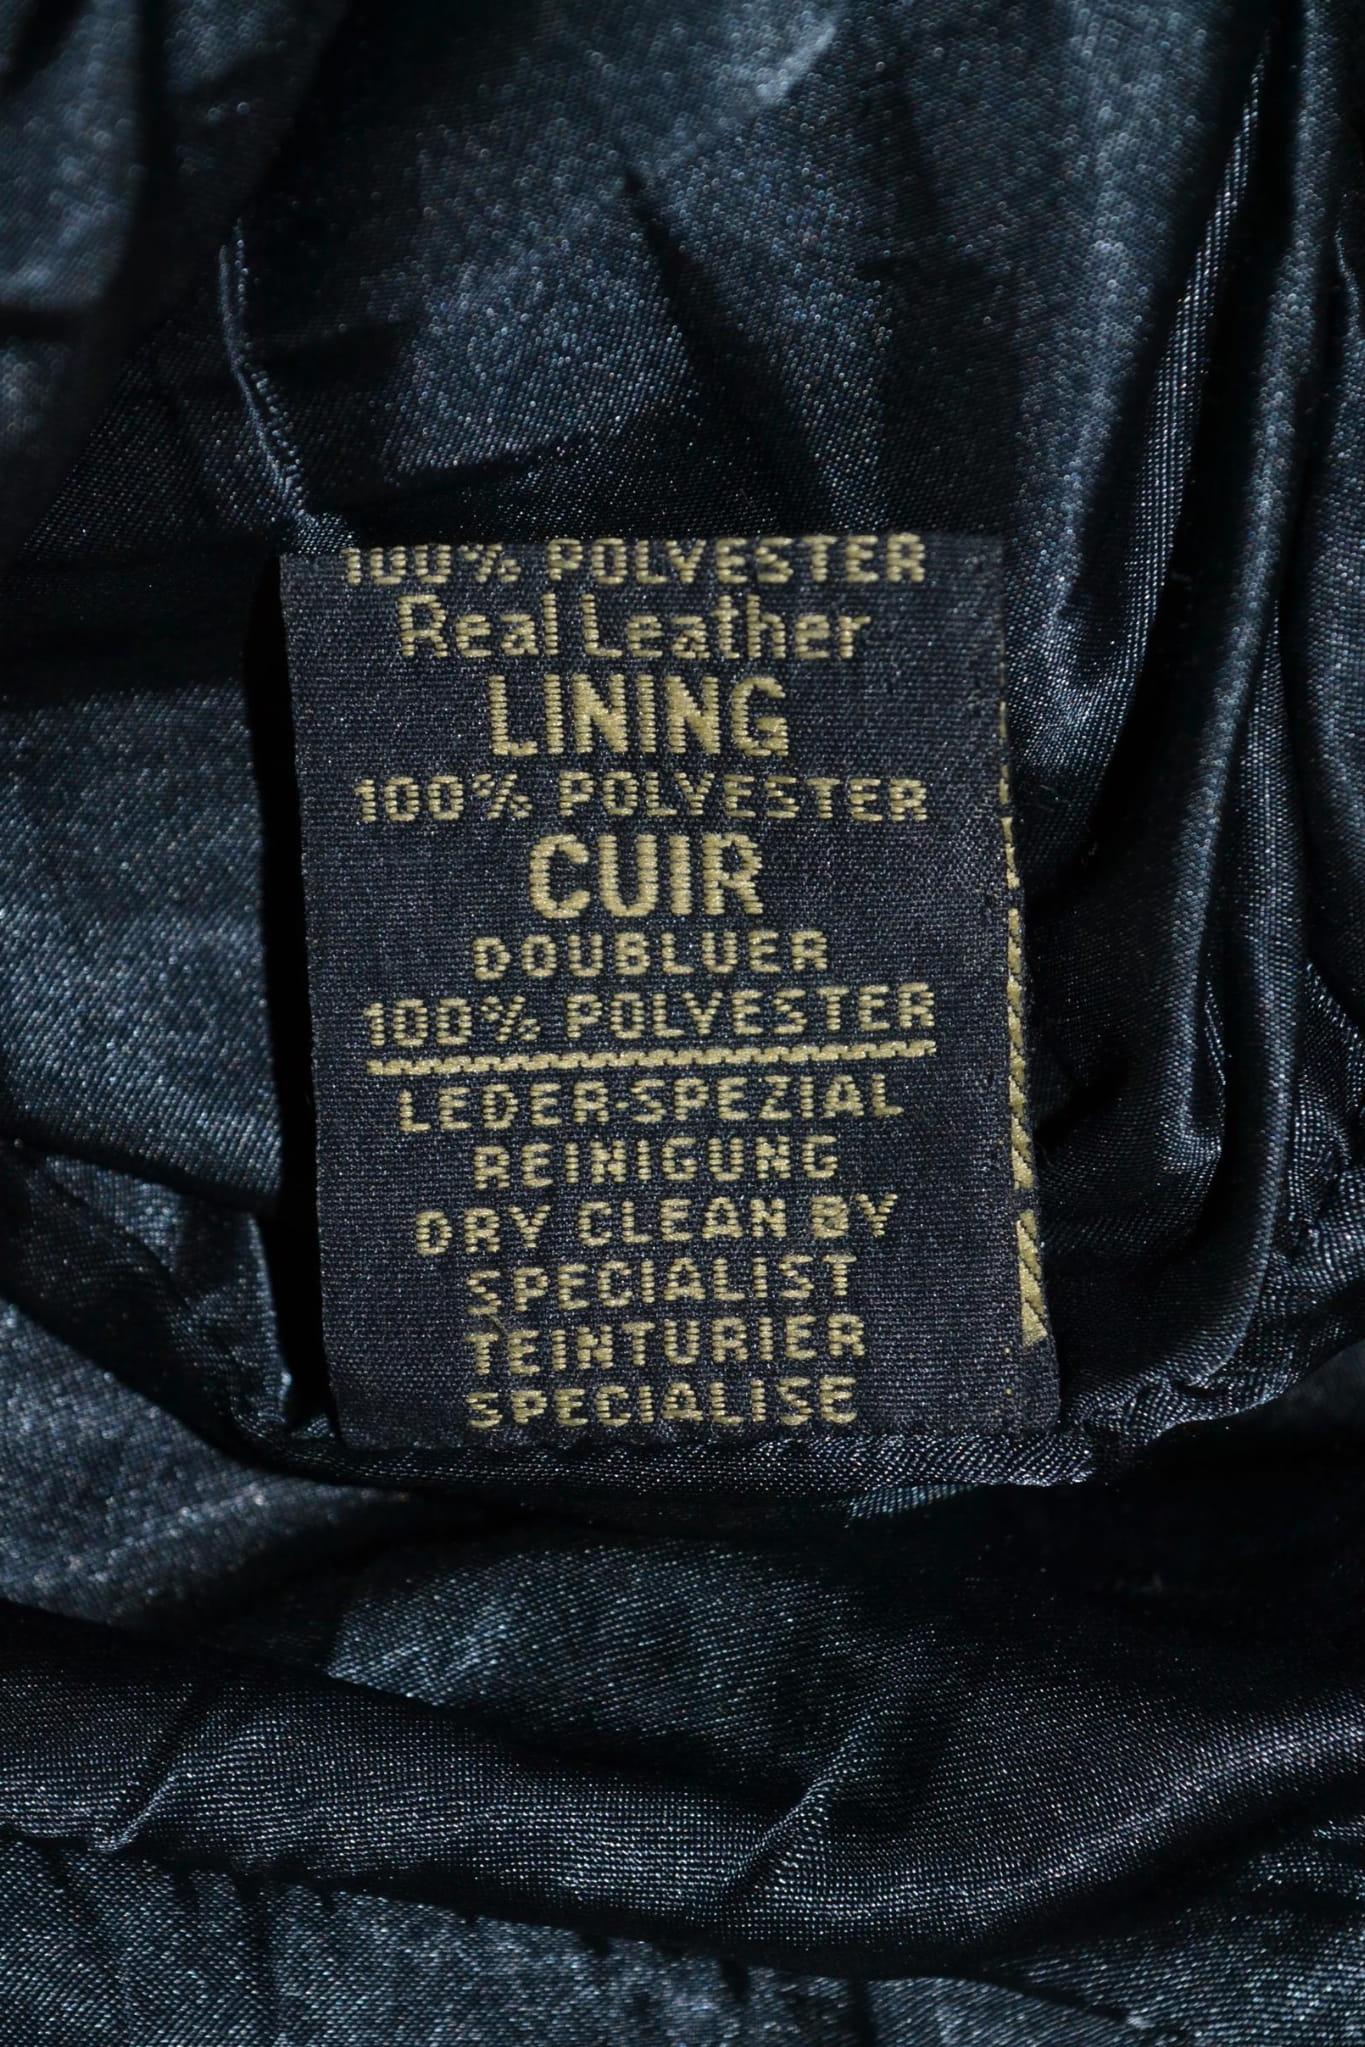 100% POLYESTER
Real Leather
LINING
100% POLYESTER
CUIR
DOUBLUER
100% POLYESTER
LEDER-SPEZIAL
REINIGUNG
DRY CLEAN BY
SPECIALIST
TEINTURIER
SPECIALISE